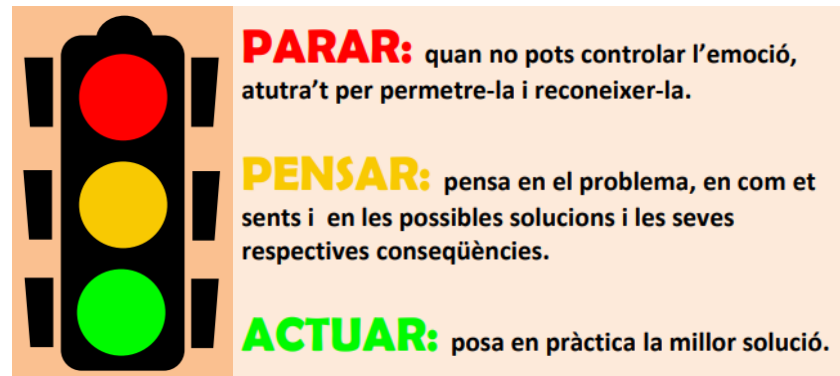 PARAR: quan no pots controlar l’emoció,
atutra’t per permetre-la i reconeixer-la.
PENSAR: pensa en el problema, en com et
sents i en les possibles solucions i les seves
respectives conseqüències.
ACTUAR: posa en pràctica la millor solució.